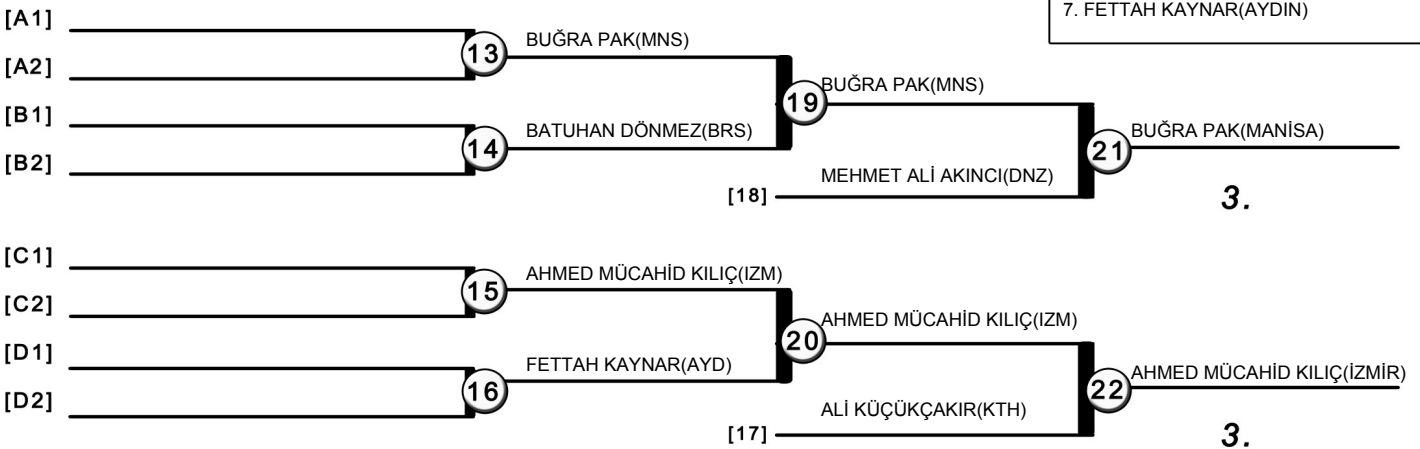 7. FETTAH KAYNAR(AYDIN)
[A1]
13
BUĞRA PAK(MNS)
[A2]
19
BUĞRA PAK(MNS)
[B1]
14
BATUHAN DÖNMEZ(BRS)
21
BUĞRA PAK(MANİSA)
[B2]
MEHMET ALİ AKINCI(DNZ)
[18]
3.
[C1]
15
AHMED MÜCAHİD KILIÇ(IZM)
[C2]
20
AHMED MÜCAHİD KILIÇ(IZM)
[D1]
16
FETTAH KAYNAR(AYD)
22
AHMED MÜCAHİD KILIÇ(İZMİR)
[D2]
ALİ KÜÇÜKÇAKIR(KTH)
[17]
3.